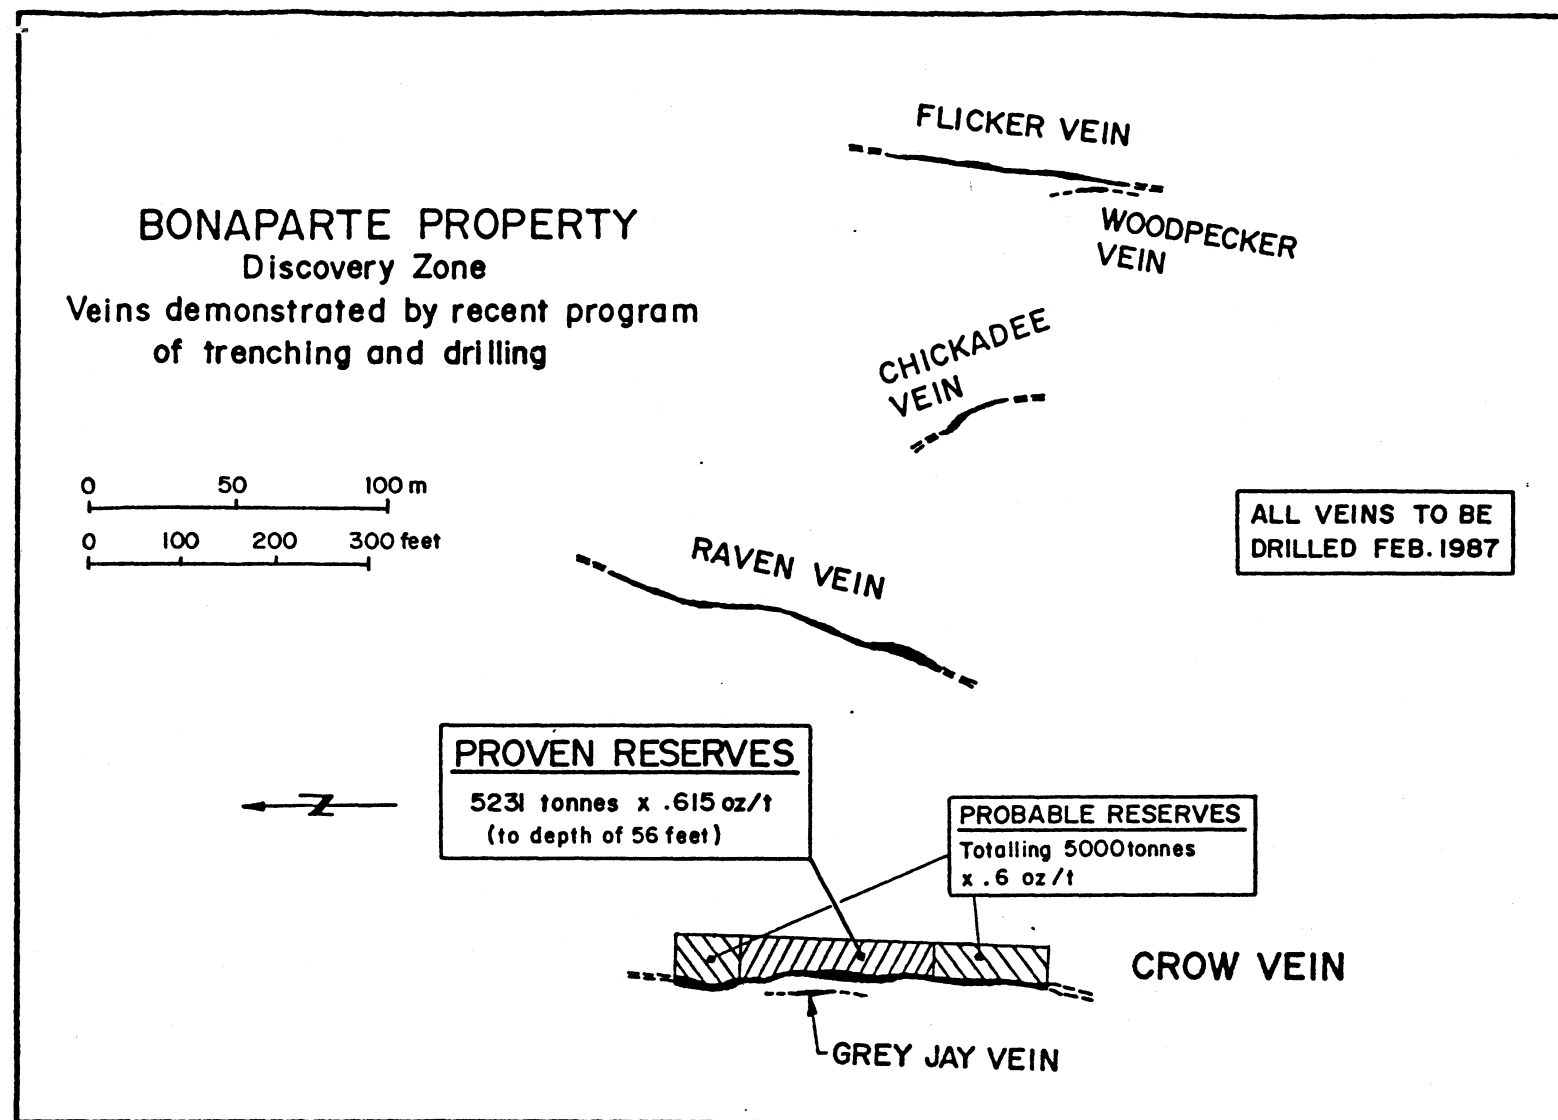 FLICKER VEIN
WOODPECKER
VEIN
BONAPARTE PROPERTY
Discovery Zone
Veins demonstrated by recent program
of trenching and drilling
CHICKADEE
VEIN
0 50 100 m
0 100 200 300 feet
ALL VEINS TO BE
DRILLED FEB. 1987
RAVEN VEIN
PROVEN RESERVES
5231 tonnes x .615 oz/t
(to depth of 56 feet)
N
PROBABLE RESERVES
Totalling 5000 tonnes
x .6 oz/t
CROW VEIN
GREY JAY VEIN